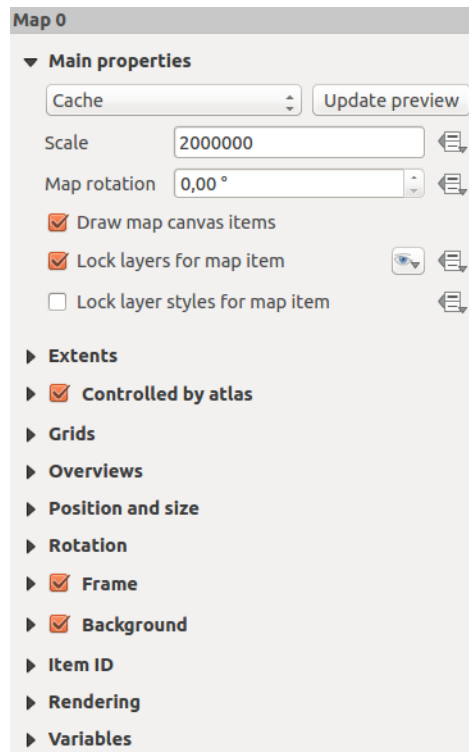 Map 0
Main properties
Cache Update preview
Scale 2000000
Map rotation 0,00 °
Draw map canvas items
Lock layers for map item
Lock layer styles for map item
Extents
Controlled by atlas
Grids
Overviews
Position and size
Rotation
Frame
Background
Item ID
Rendering
Variables